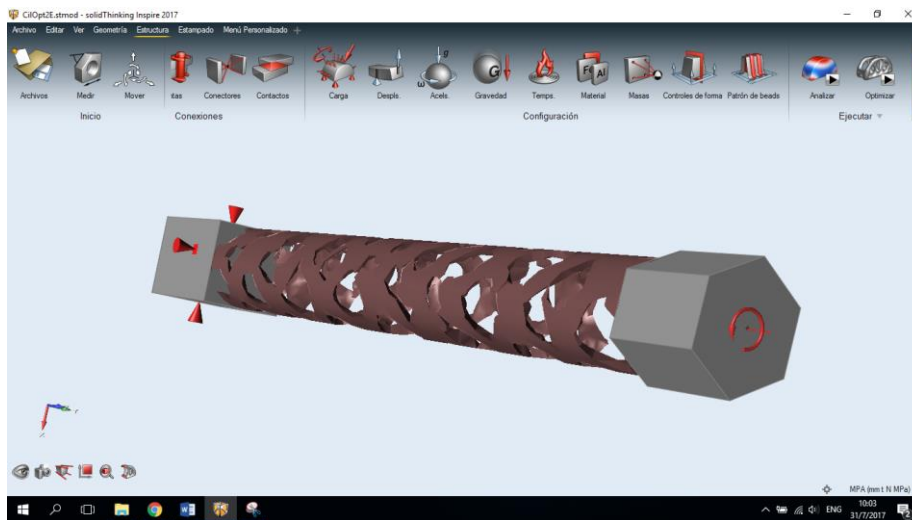 CilOpt2E.stmod - solidThinking Inspire 2017
Archivo Editar Ver Geometría Estructura Estampado Menú Personalizado +
Archivos Medir Mover stas Conectores Contactos Carga Despls. Acels. Gravedad Temps. Material Masas Controles de forma Patrón de beads Analizar Optimizar
Inicio Conexiones Configuración Ejecutar
MPA (mm t N MPa)
ENG 10:03
31/7/2017